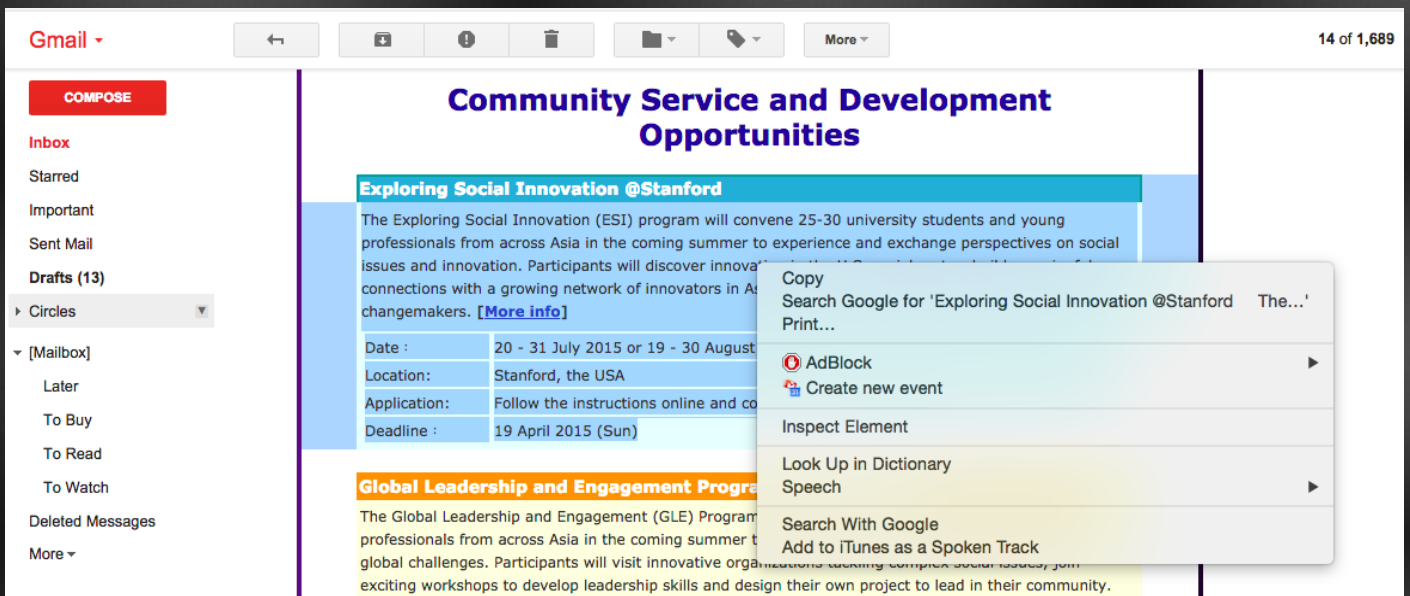 Gmail
More
14 of 1,689
COMPOSE
Inbox
Starred
Important
Sent Mail
Drafts (13)
Circles
[Mailbox]
Later
To Buy
To Read
To Watch
Deleted Messages
More
Community Service and Development
Opportunities
Exploring Social Innovation @Stanford
The Exploring Social Innovation (ESI) program will convene 25-30 university students and young
professionals from across Asia in the coming summer to experience and exchange perspectives on social
issues and innovation. Participants will discover
connections with a growing network of innovators in
changemakers. [More info]
Date : 20 - 31 July 2015 or 19 - 30 August
Location: Stanford, the USA
Application: Follow the instructions online and
Deadline : 19 April 2015 (Sun)
Global Leadership and Engagement
The Global Leadership and Engagement (GLE) Program
professionals from across Asia in the coming summer
global challenges. Participants will visit innovative organizations tackling complex social issues, join
exciting workshops to develop leadership skills and design their own project to lead in their community.
Copy
Search Google for 'Exploring Social Innovation @Stanford The...'
Print...
AdBlock
Create new event
Inspect Element
Look Up in Dictionary
Speech
Search With Google
Add to iTunes as a Spoken Track